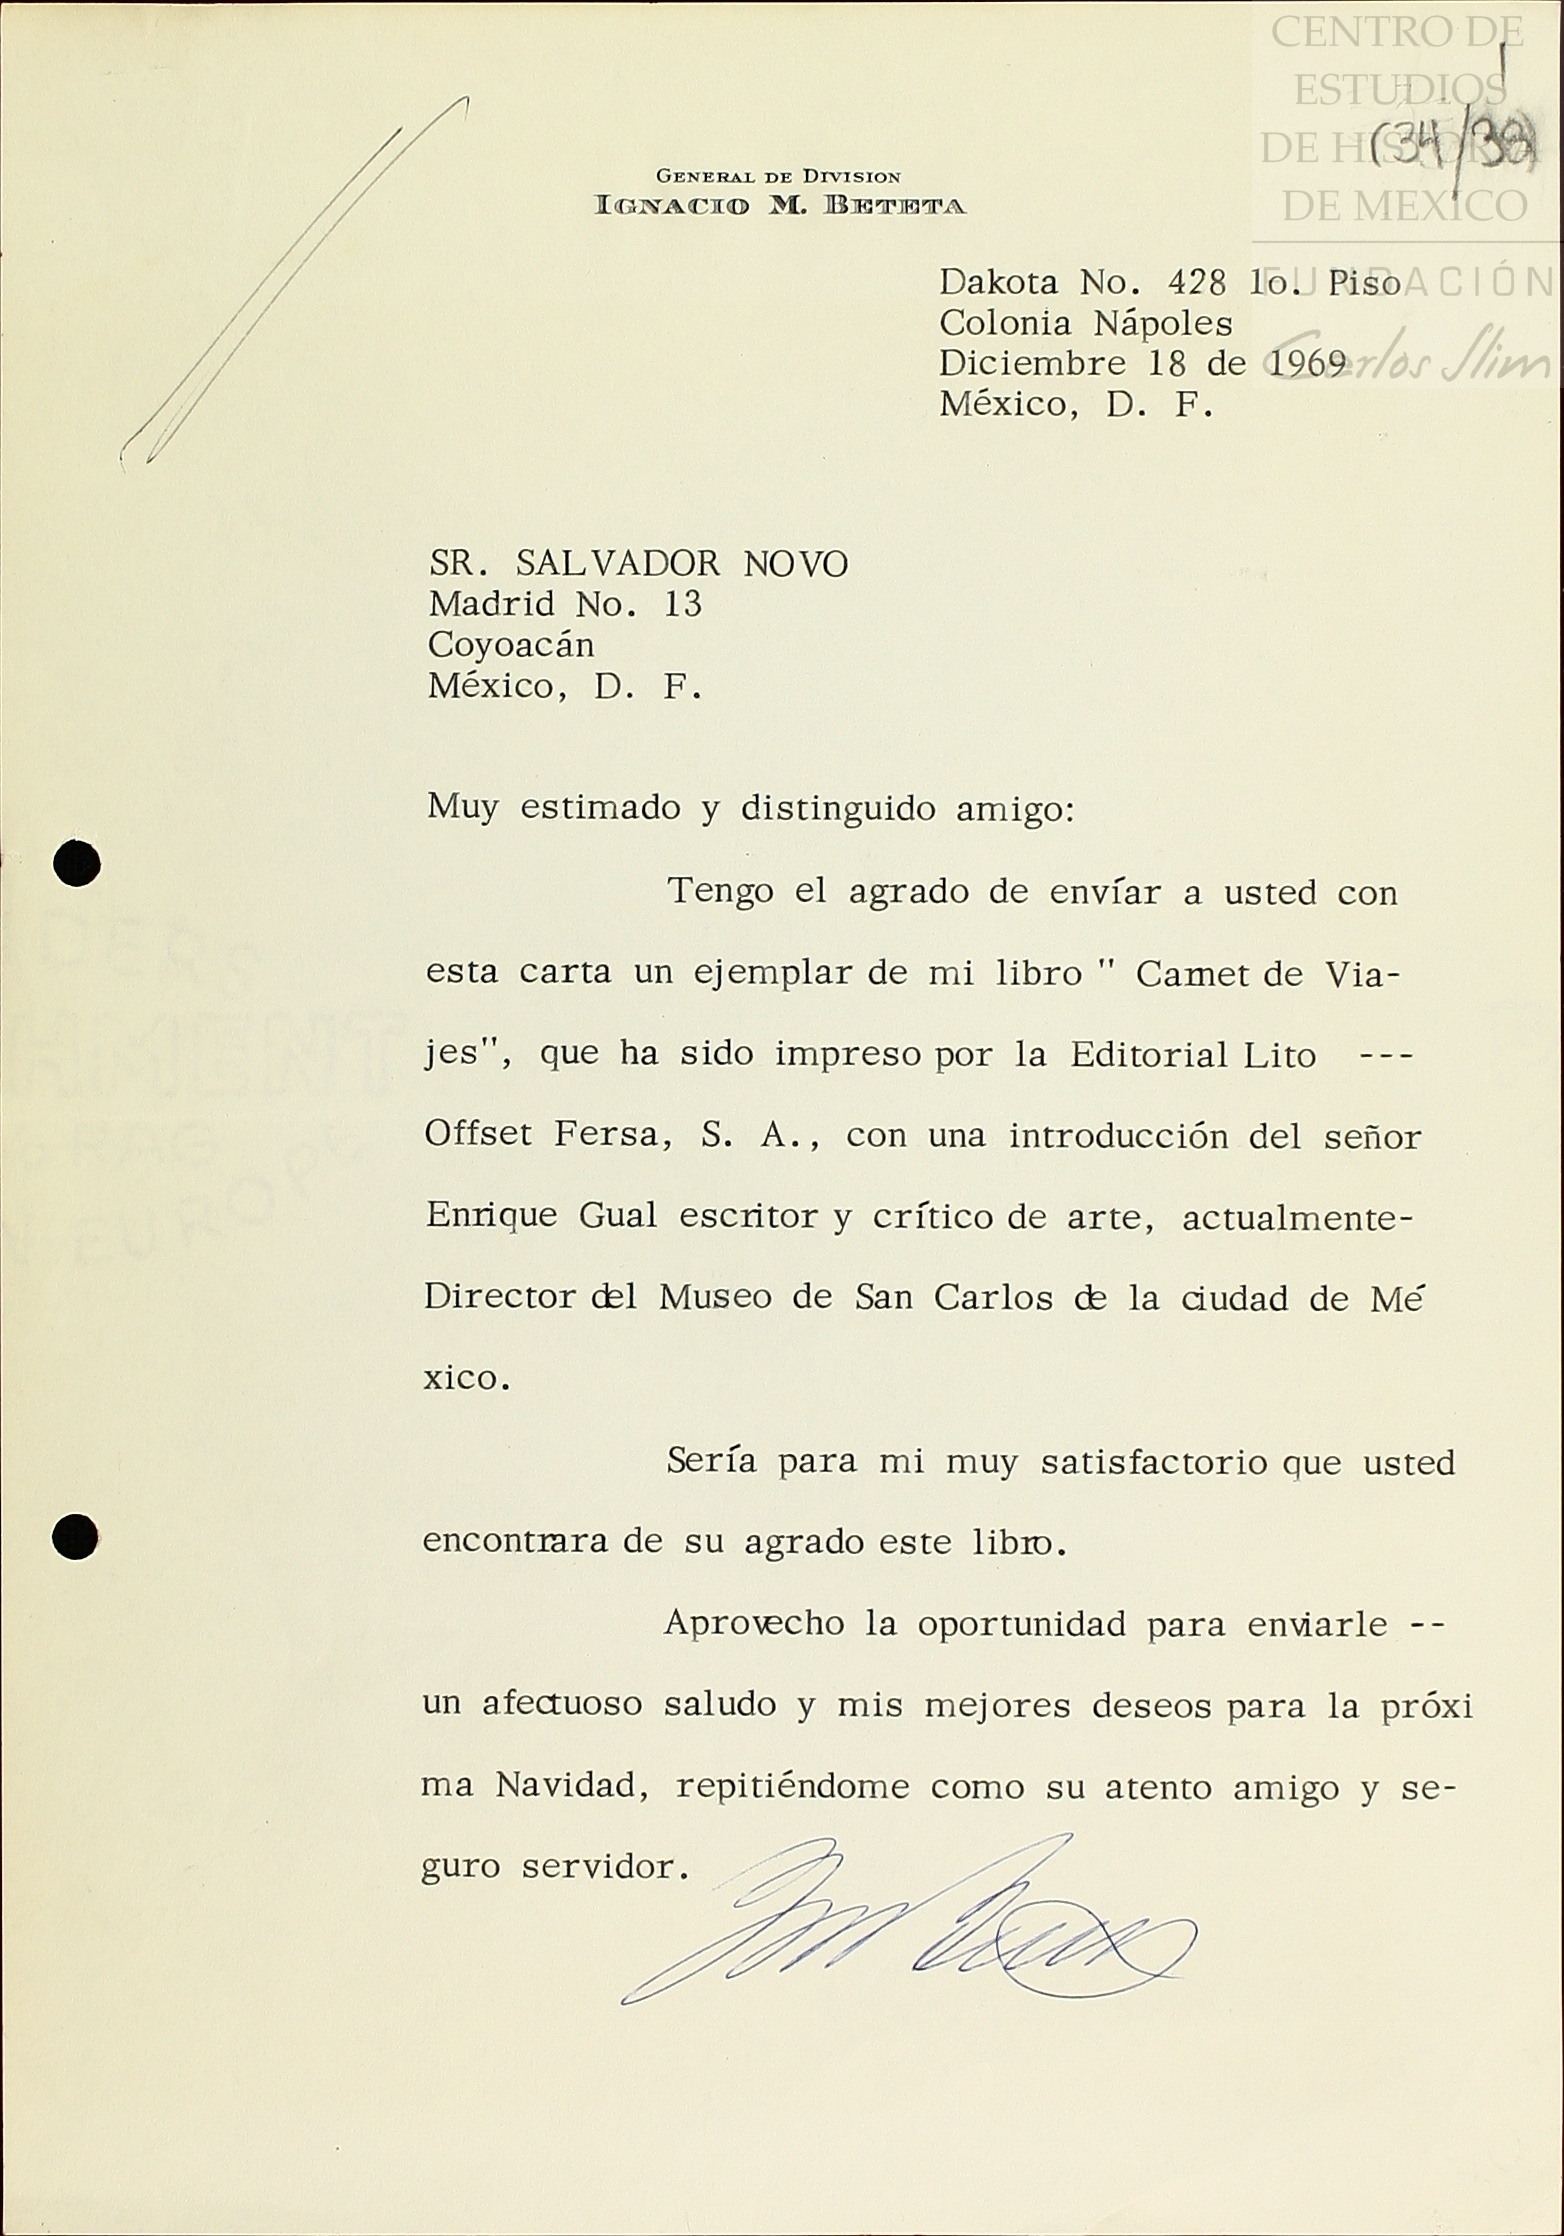 CENTRO DE
ESTUDIOS
DE HISTORIA
DE MEXICO
FUNDACIÓN
Carlos Slim
(34/38)
GENERAL DE DIVISION
IGNACIO M. BETETA
Dakota No. 428 1o. Piso
Colonia Nápoles
Diciembre 18 de 1969
México, D. F.
SR. SALVADOR NOVO
Madrid No. 13
Coyoacán
México, D. F.
Muy estimado y distinguido amigo:
Tengo el agrado de envíar a usted con
esta carta un ejemplar de mi libro " Carnet de Via-
jes", que ha sido impreso por la Editorial Lito ---
Offset Fersa, S. A., con una introducción del señor
Enrique Gual escritor y crítico de arte, actualmente-
Director del Museo de San Carlos de la ciudad de Mé
xico.
Sería para mi muy satisfactorio que usted
encontrara de su agrado este libro.
Aprovecho la oportunidad para enviarle --
un afectuoso saludo y mis mejores deseos para la próxi
ma Navidad, repitiéndome como su atento amigo y se-
guro servidor.